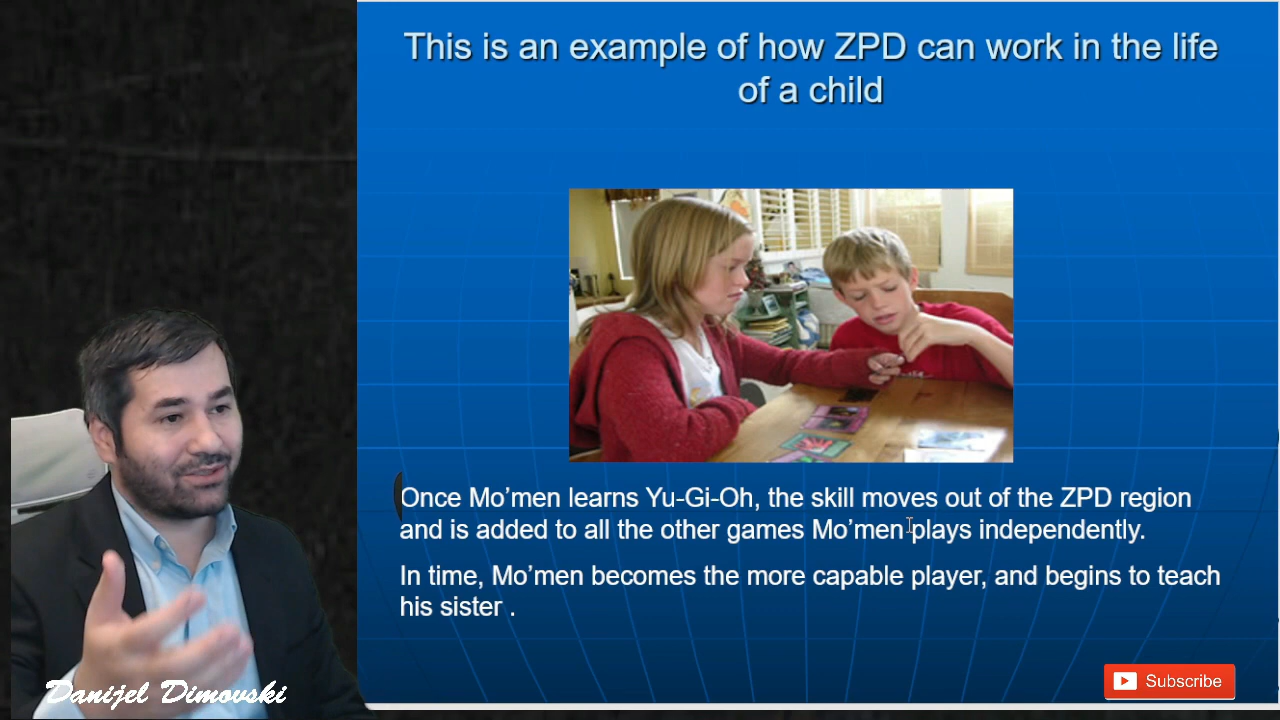 This is an example of how ZPD can work in the life
of a child
Once Mo’men learns Yu-Gi-Oh, the skill moves out of the ZPD region
and is added to all the other games Mo’men plays independently.
In time, Mo’men becomes the more capable player, and begins to teach
his sister .
Danijel Dimovski
Subscribe